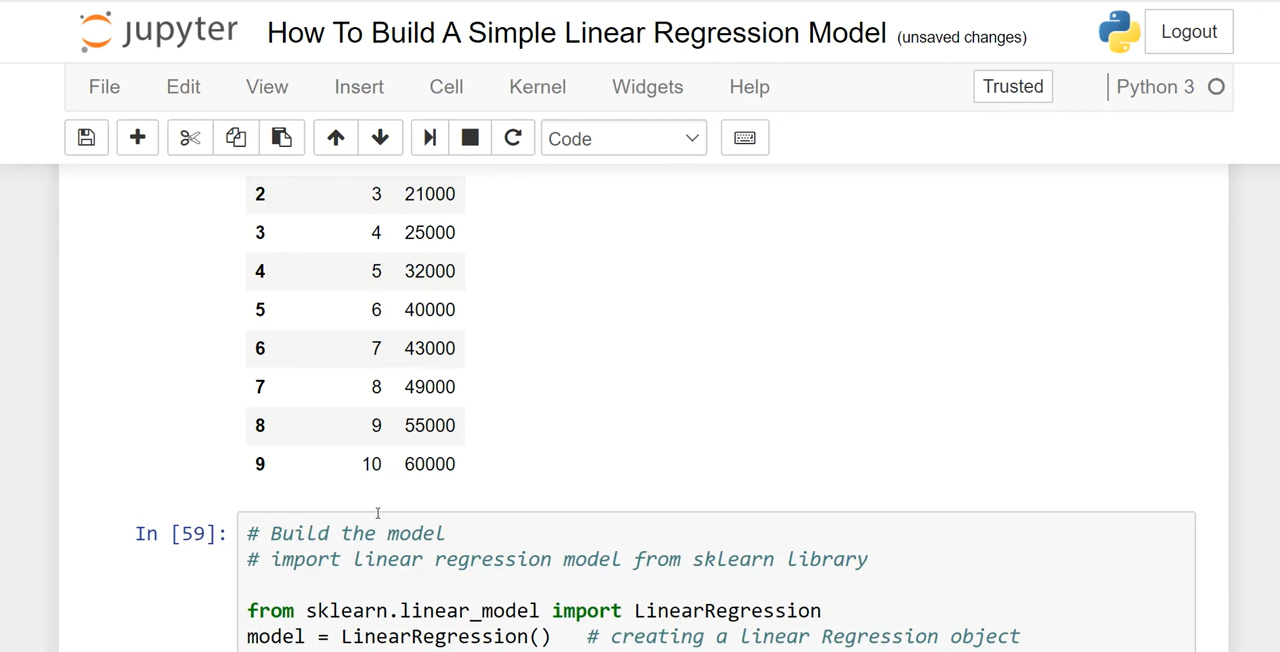 jupyter How To Build A Simple Linear Regression Model (unsaved changes) Logout
File Edit View Insert Cell Kernel Widgets Help Trusted Python 3
Code
2 3 21000
3 4 25000
4 5 32000
5 6 40000
6 7 43000
7 8 49000
8 9 55000
9 10 60000
In [59]: # Build the model
# import linear regression model from sklearn library
from sklearn.linear_model import LinearRegression
model = LinearRegression() # creating a linear Regression object